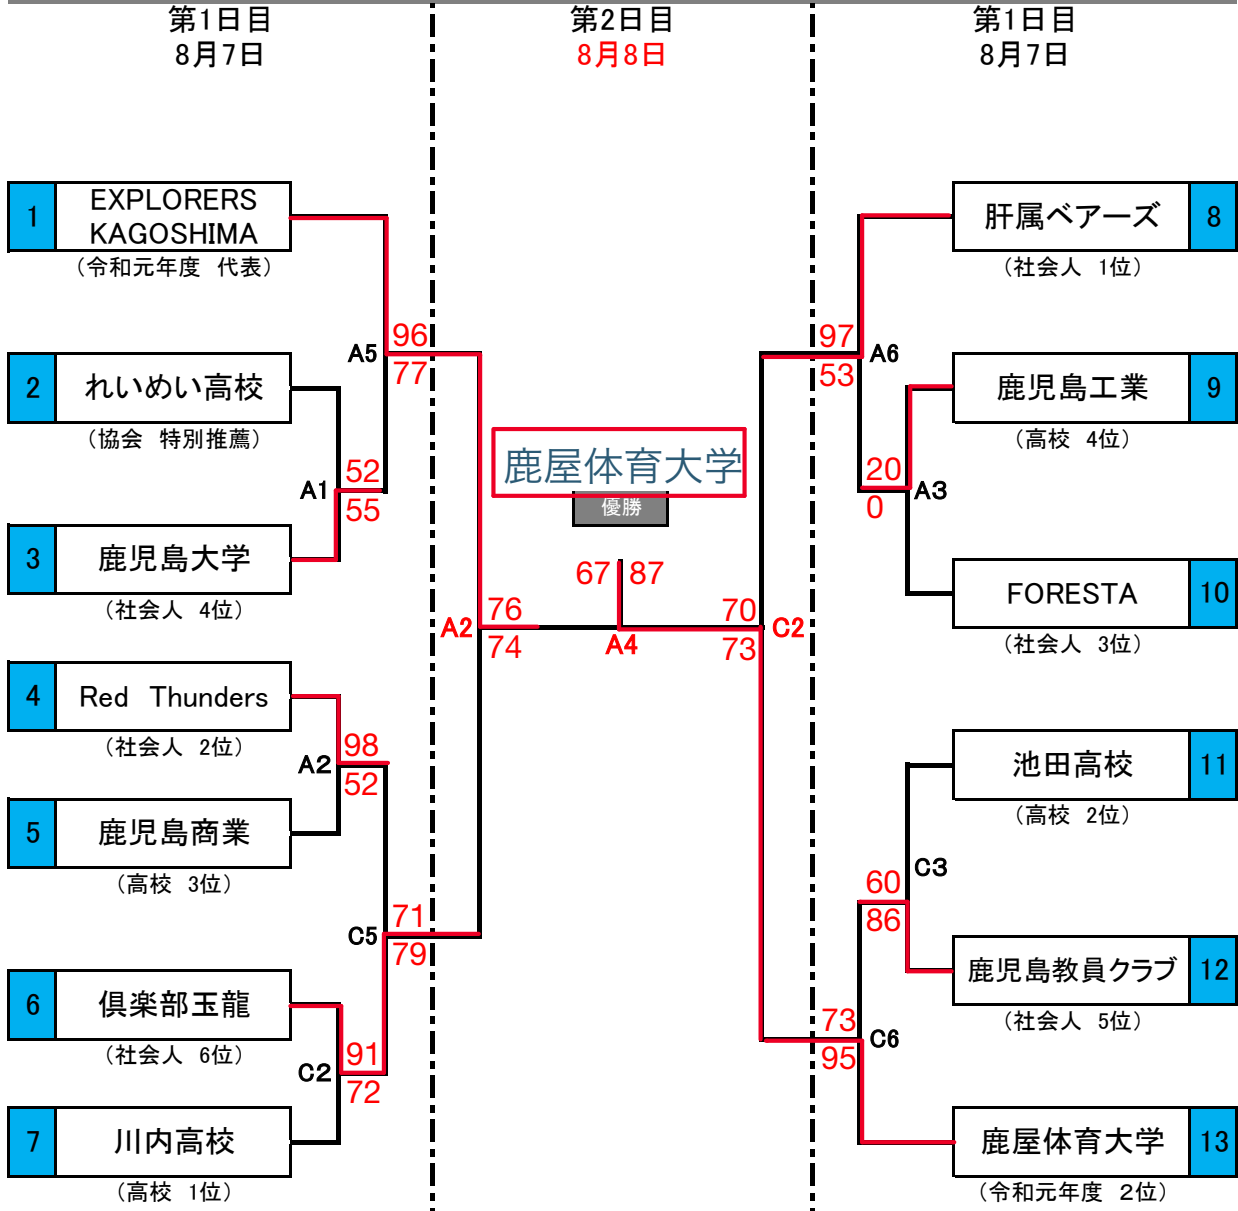 第1日目
8月7日
第2日目
8月8日
第1日目
8月7日
1
EXPLORERS
KAGOSHIMA
（令和元年度 代表）
2
れいめい高校
（協会 特別推薦）
3
鹿児島大学
（社会人 4位）
4
Red Thunders
（社会人 2位）
5
鹿児島商業
（高校 3位）
6
倶楽部玉龍
（社会人 6位）
7
川内高校
（高校 1位）
A5
96
77
A1
52
55
A2
98
52
C5
71
79
C2
91
72
鹿屋体育大学
優勝
67 87
A4
A2
76
74
70
73
C2
97
53
A6
20
0
A3
60
86
C3
73
95
C6
肝属ベアーズ
8
（社会人 1位）
鹿児島工業
9
（高校 4位）
FORESTA
10
（社会人 3位）
池田高校
11
（高校 2位）
鹿児島教員クラブ
12
（社会人 5位）
鹿屋体育大学
13
（令和元年度 2位）